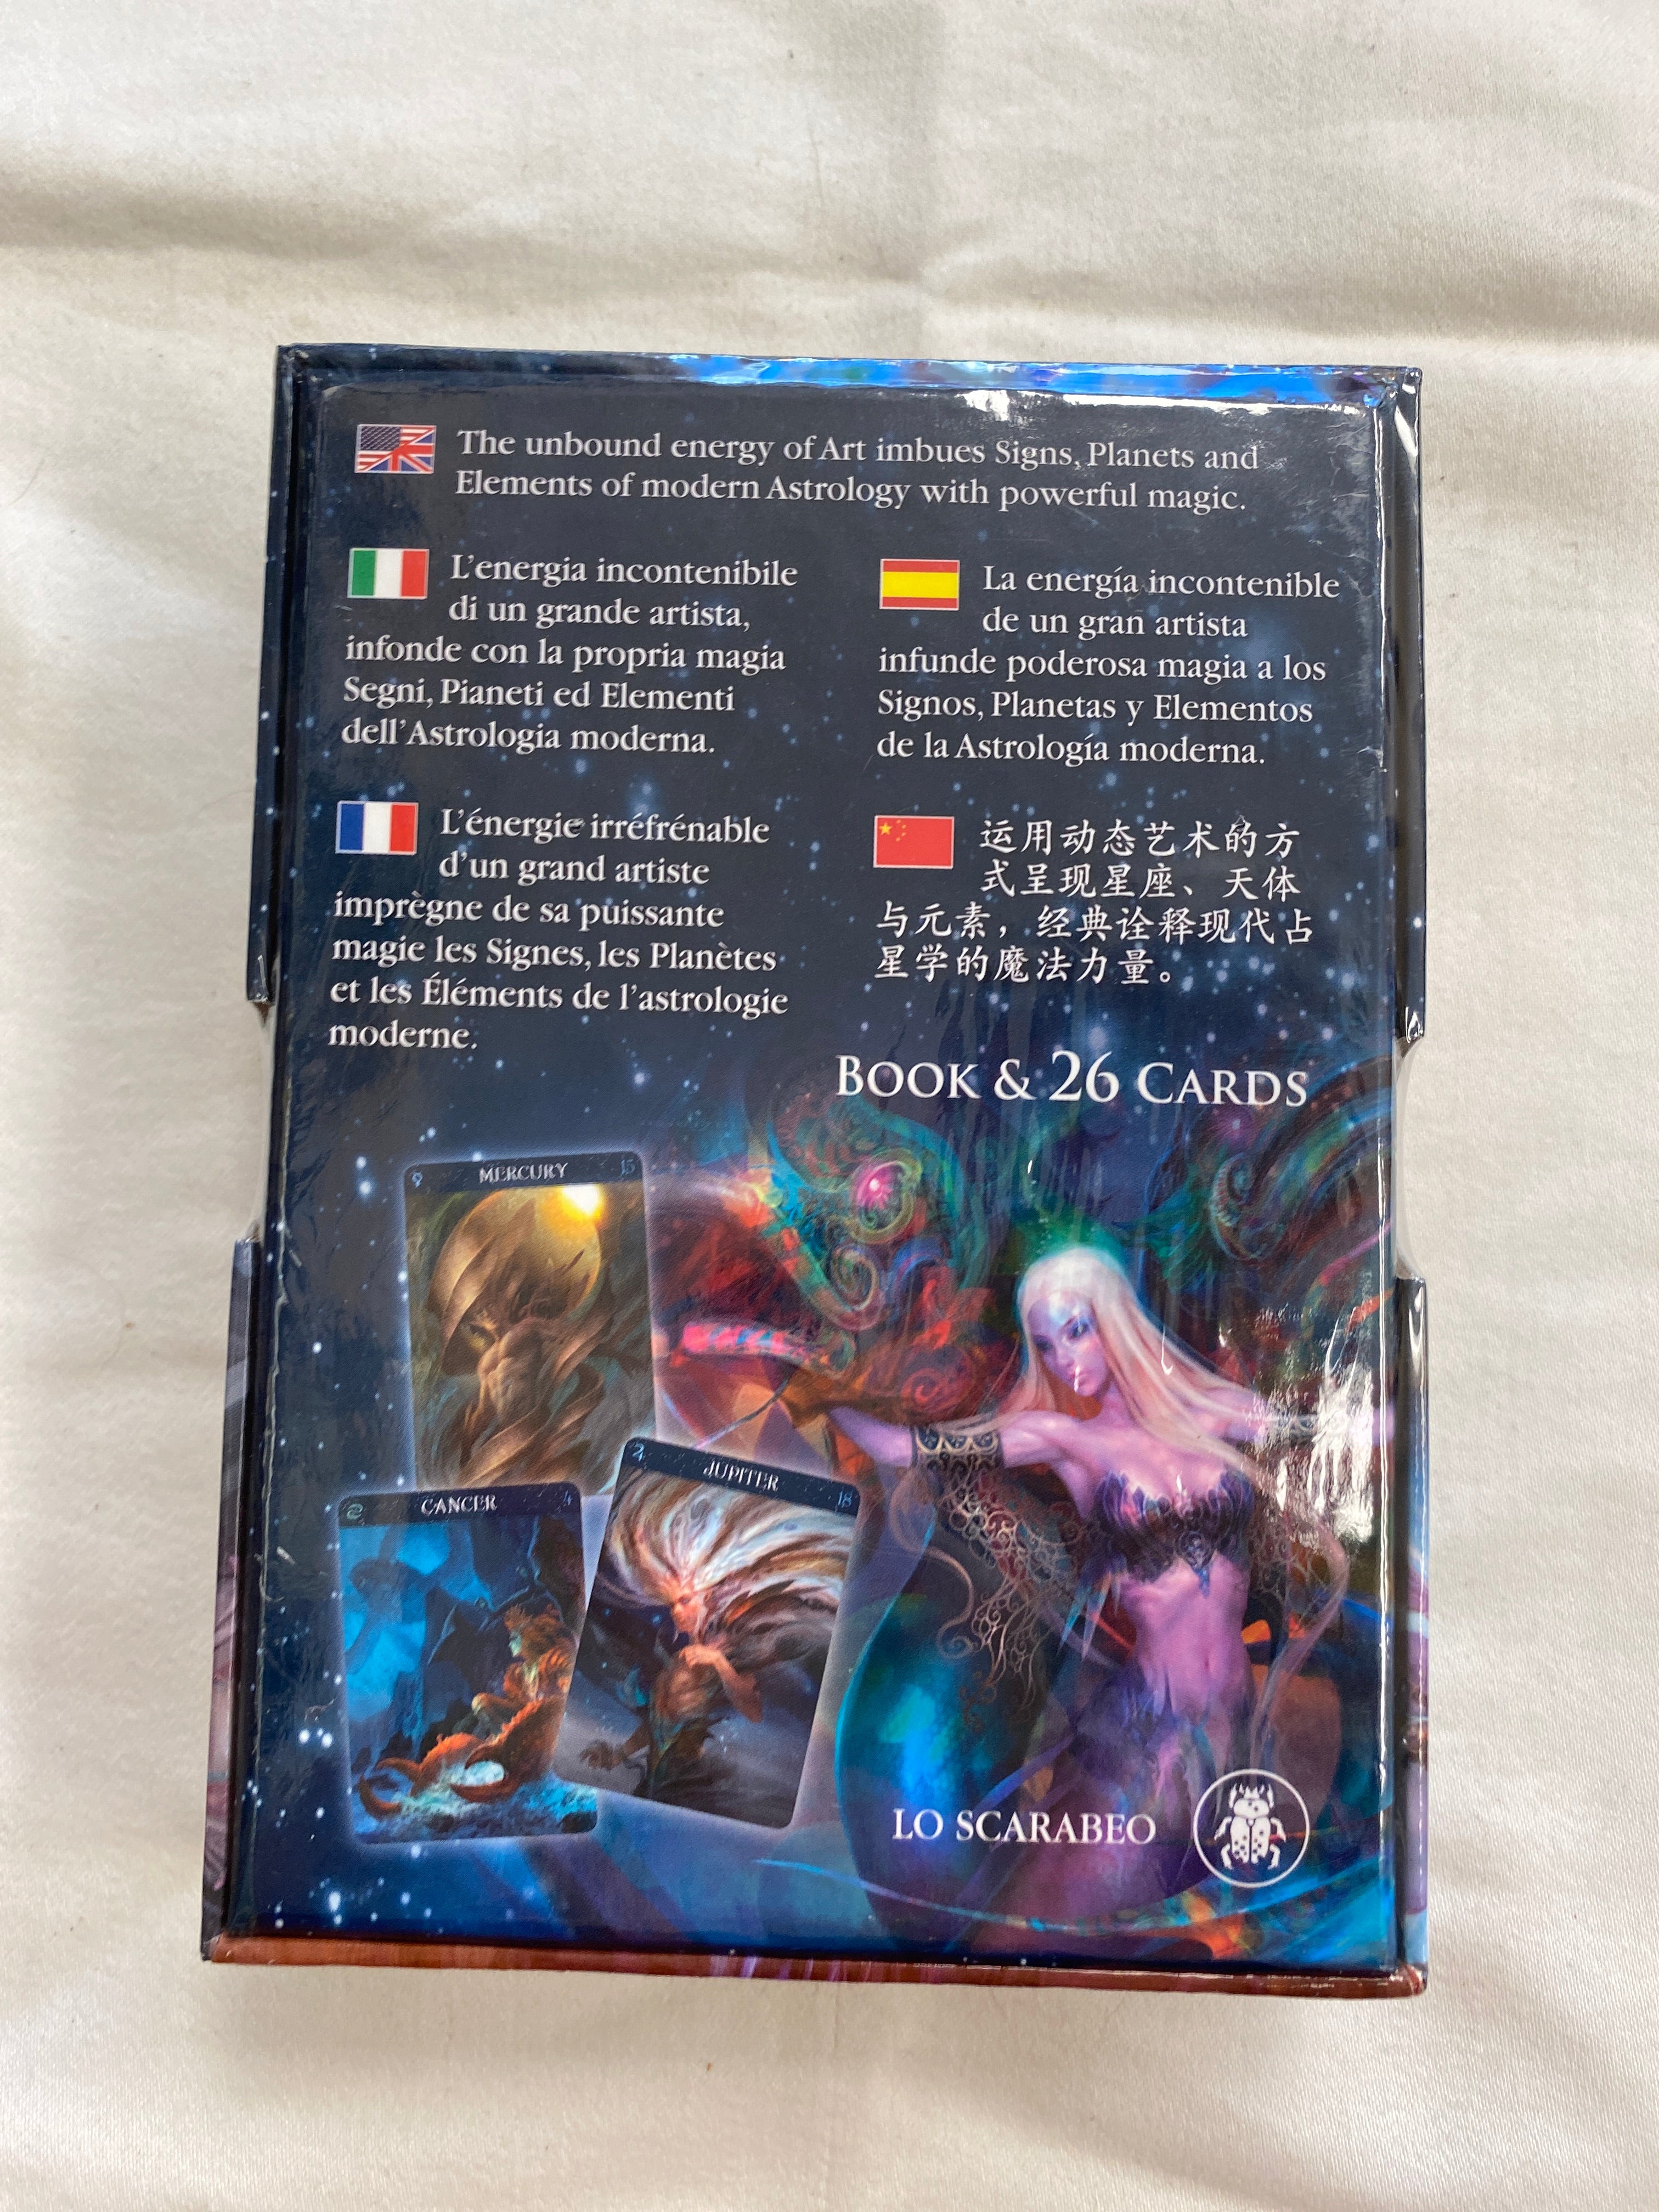 The unbound energy of Art imbues Signs, Planets and
Elements of modern Astrology with powerful magic.
L'energia incontenibile
di un grande artista,
infonde con la propria magia
Segni, Pianeti ed Elementi
dell'Astrologia moderna.
La energía incontenible
de un gran artista
infunde poderosa magia a los
Signos, Planetas y Elementos
de la Astrología moderna.
L'énergie irréfrénable
d'un grand artiste
imprègne de sa puissante
magie les Signes, les Planètes
et les Éléments de l'astrologie
moderne.
运用动态艺术的方
式呈现星座、天体
与元素，经典诠释现代占
星学的魔法力量。
BOOK & 26 CARDS
MERCURY 15
CANCER 4
JUPITER 18
LO SCARABEO